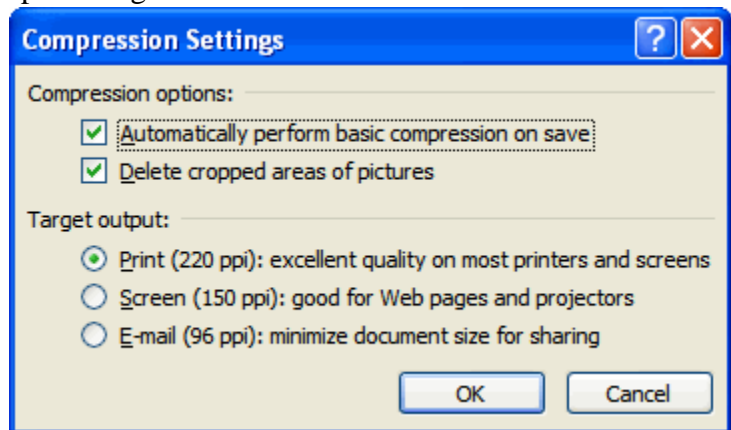 Compression Settings
Compression options:
Automatically perform basic compression on save
Delete cropped areas of pictures
Target output:
Print (220 ppi): excellent quality on most printers and screens
Screen (150 ppi): good for Web pages and projectors
E-mail (96 ppi): minimize document size for sharing
OK Cancel